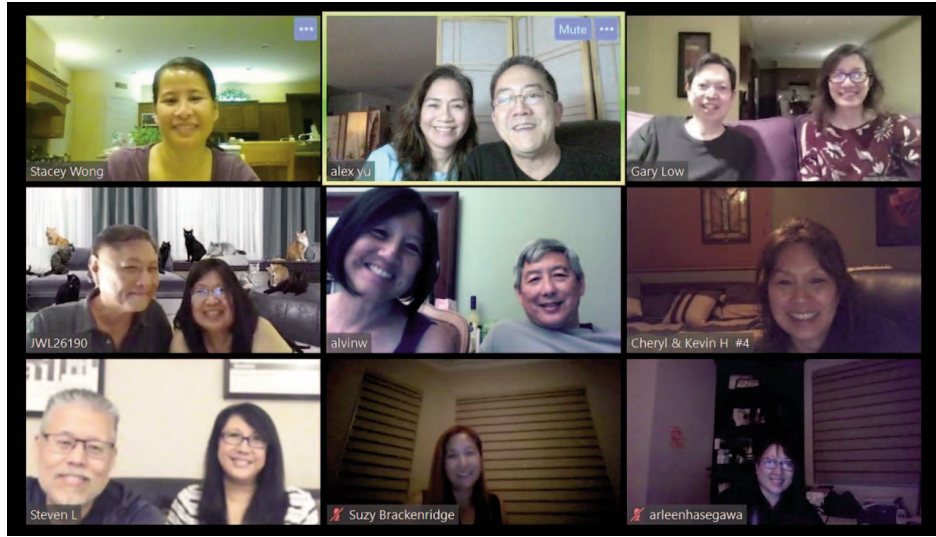 Mute
Stacey Wong
alex yu
Gary Low
JWL26190
alvinw
Cheryl & Kevin H #4
Steven L
Suzy Brackenridge
arleenhasegawa